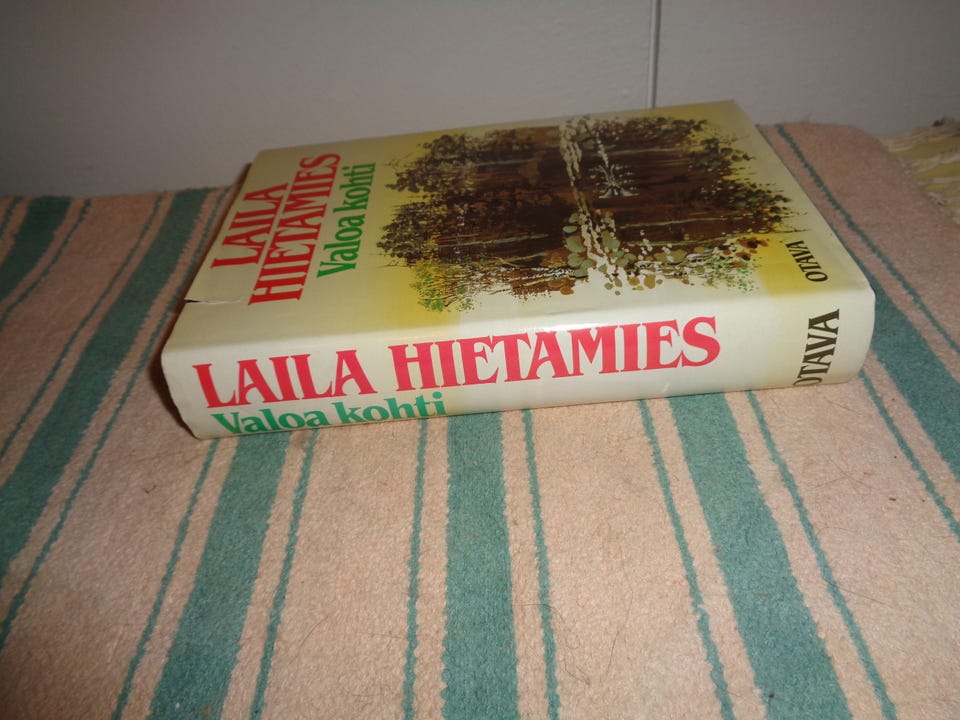 LAILA
HIETAMIES
Valoa kohti
OTAVA
LAILA HIETAMIES
Valoa kohti
OTAVA